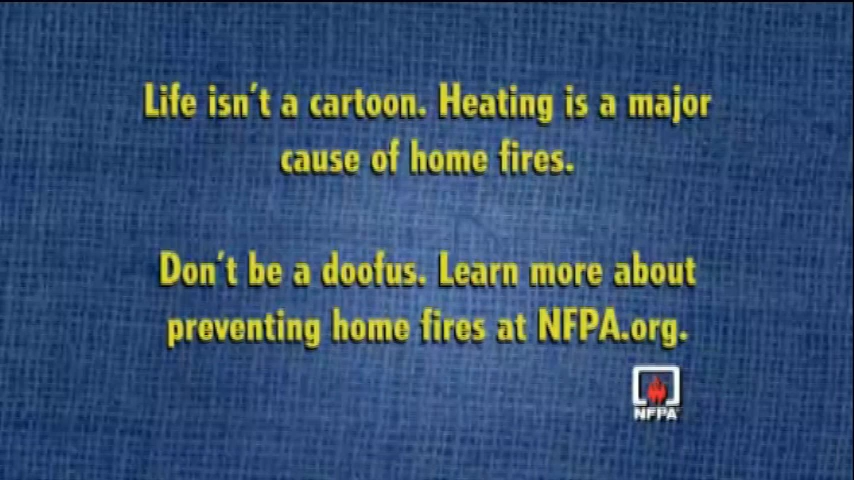 Life isn't a cartoon. Heating is a major
cause of home fires.
Don't be a doofus. Learn more about
preventing home fires at NFPA.org.
NFPA